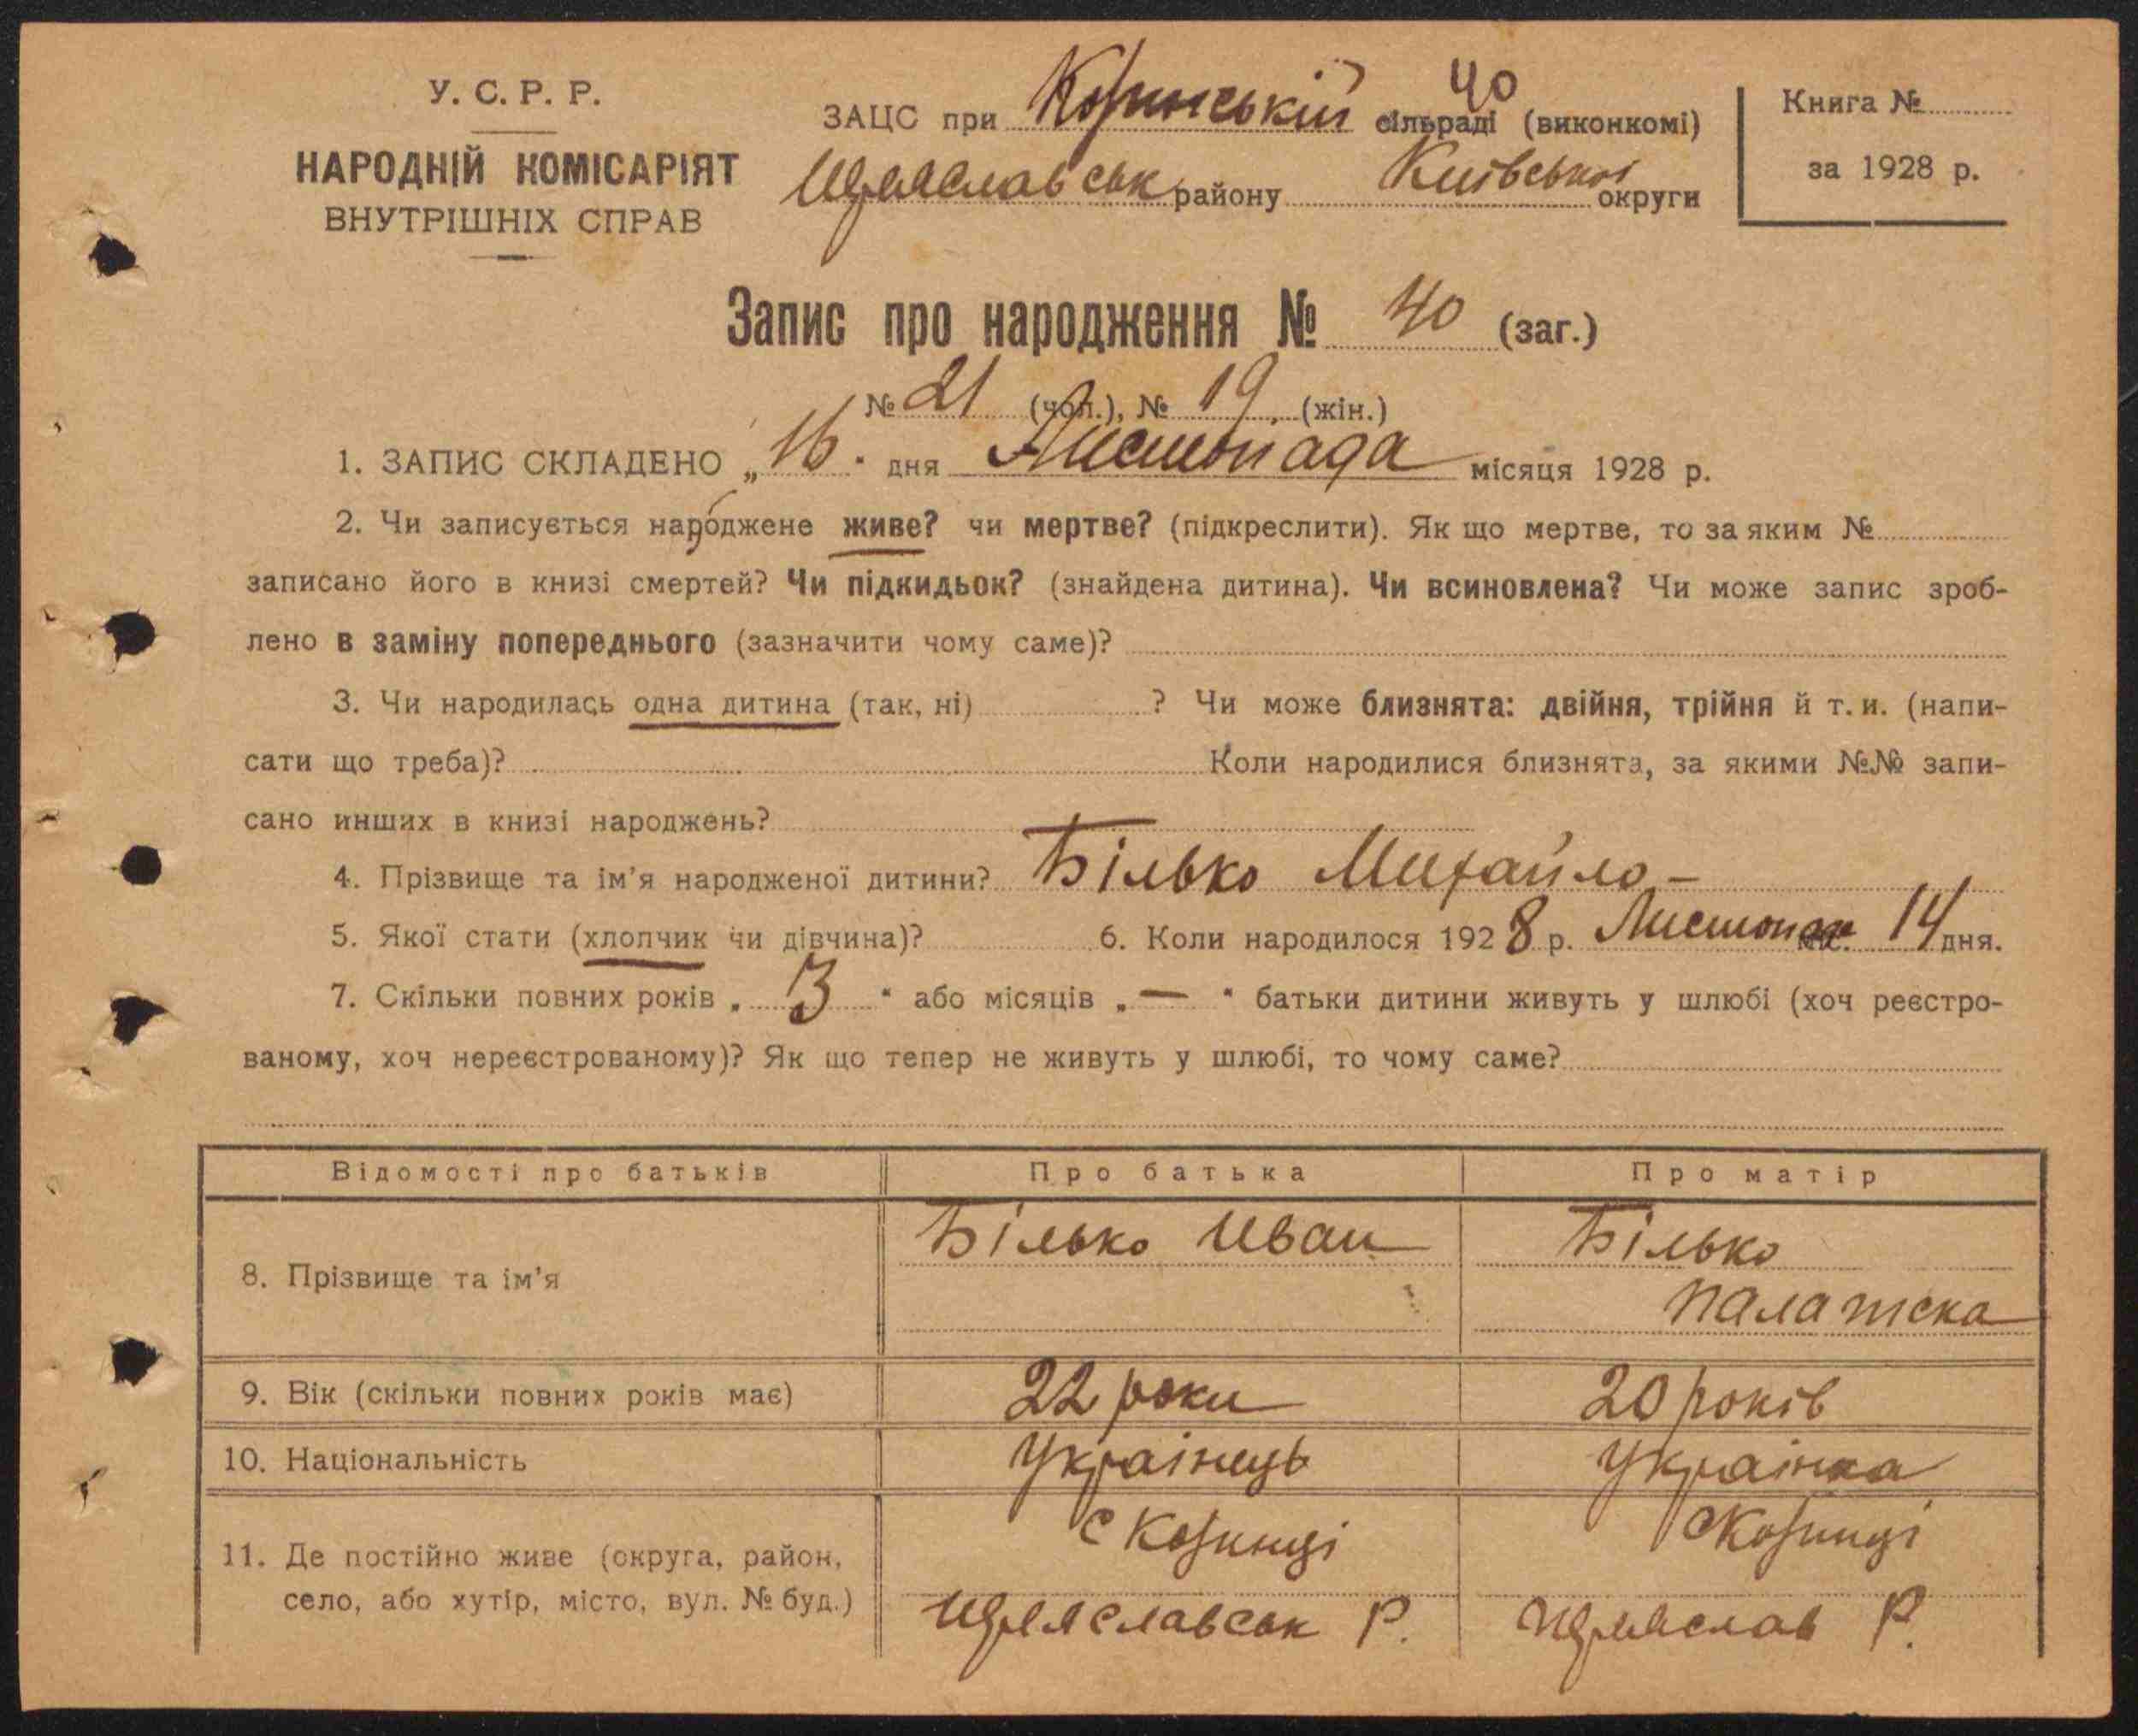 У. С. Р. Р.
НАРОДНІЙ КОМІСАРІЯТ
ВНУТРІШНІХ СПРАВ
40
ЗАЦС при сільраді (виконкомі)
району Київської округи
Книга №
за 1928 р.
Запис про народження № 40 (заг.)
№ 21 (чол.), № 19 (жін.)
1. ЗАПИС СКЛАДЕНО „16" дня Листопада місяця 1928 р.
2. Чи записується народжене живе? чи мертве? (підкреслити). Як що мертве, то за яким №
записано його в книзі смертей? Чи підкидьок? (знайдена дитина). Чи всиновлена? Чи може запис зроб-
лено в заміну попереднього (зазначити чому саме)?
3. Чи народилась одна дитина (так, ні) ? Чи може близнята: двійня, трійня й т. и. (напи-
сати що треба)? Коли народилися близнята, за якими №№ запи-
сано инших в книзі народжень?
4. Прізвище та ім'я народженої дитини? Білько Михайло –
5. Якої стати (хлопчик чи дівчина)? 6. Коли народилося 1928 р. 14 дня.
7. Скільки повних років „3" або місяців „—" батьки дитини живуть у шлюбі (хоч реєстро-
ваному, хоч нереєстрованому)? Як що тепер не живуть у шлюбі, то чому саме?
Відомості про батьків Про батька Про матір
8. Прізвище та ім'я Білько Иван Білько
9. Вік (скільки повних років має) 22 роки 20 років
10. Національність Українець Українка
11. Де постійно живе (округа, район,
село, або хутір, місто, вул. № буд.) Р. Р.